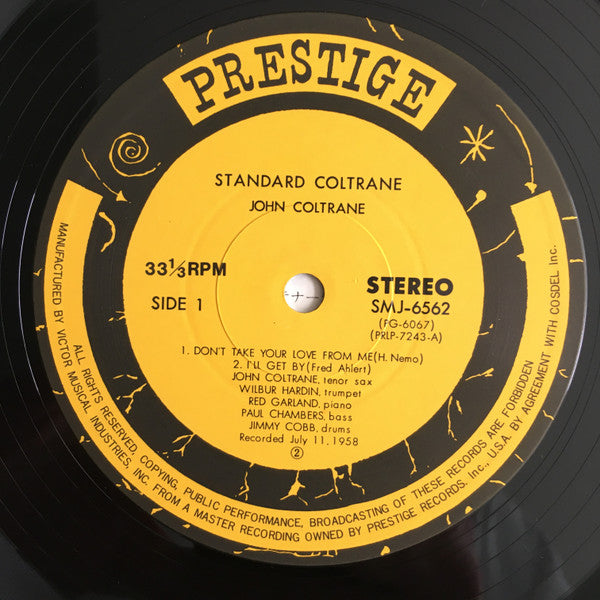 PRESTIGE
STANDARD COLTRANE
JOHN COLTRANE
33⅓RPM
SIDE 1
STEREO
SMJ-6562
(FG-6067)
(PRLP-7243-A)
1. DON'T TAKE YOUR LOVE FROM ME(H. Nemo)
2. I'LL GET BY(Fred Ahlert)
JOHN COLTRANE, tenor sax
WILBUR HARDIN, trumpet
RED GARLAND, piano
PAUL CHAMBERS, bass
JIMMY COBB, drums
Recorded July 11, 1958
②
ALL RIGHTS RESERVED, COPYING, PUBLIC PERFORMANCE, BROADCASTING OF THESE RECORDS ARE FORBIDDEN
MANUFACTURED BY VICTOR MUSICAL INDUSTRIES, INC. FROM A MASTER RECORDING OWNED BY PRESTIGE RECORDS, Inc., U.S.A. BY AGREEMENT WITH COSDEL Inc.